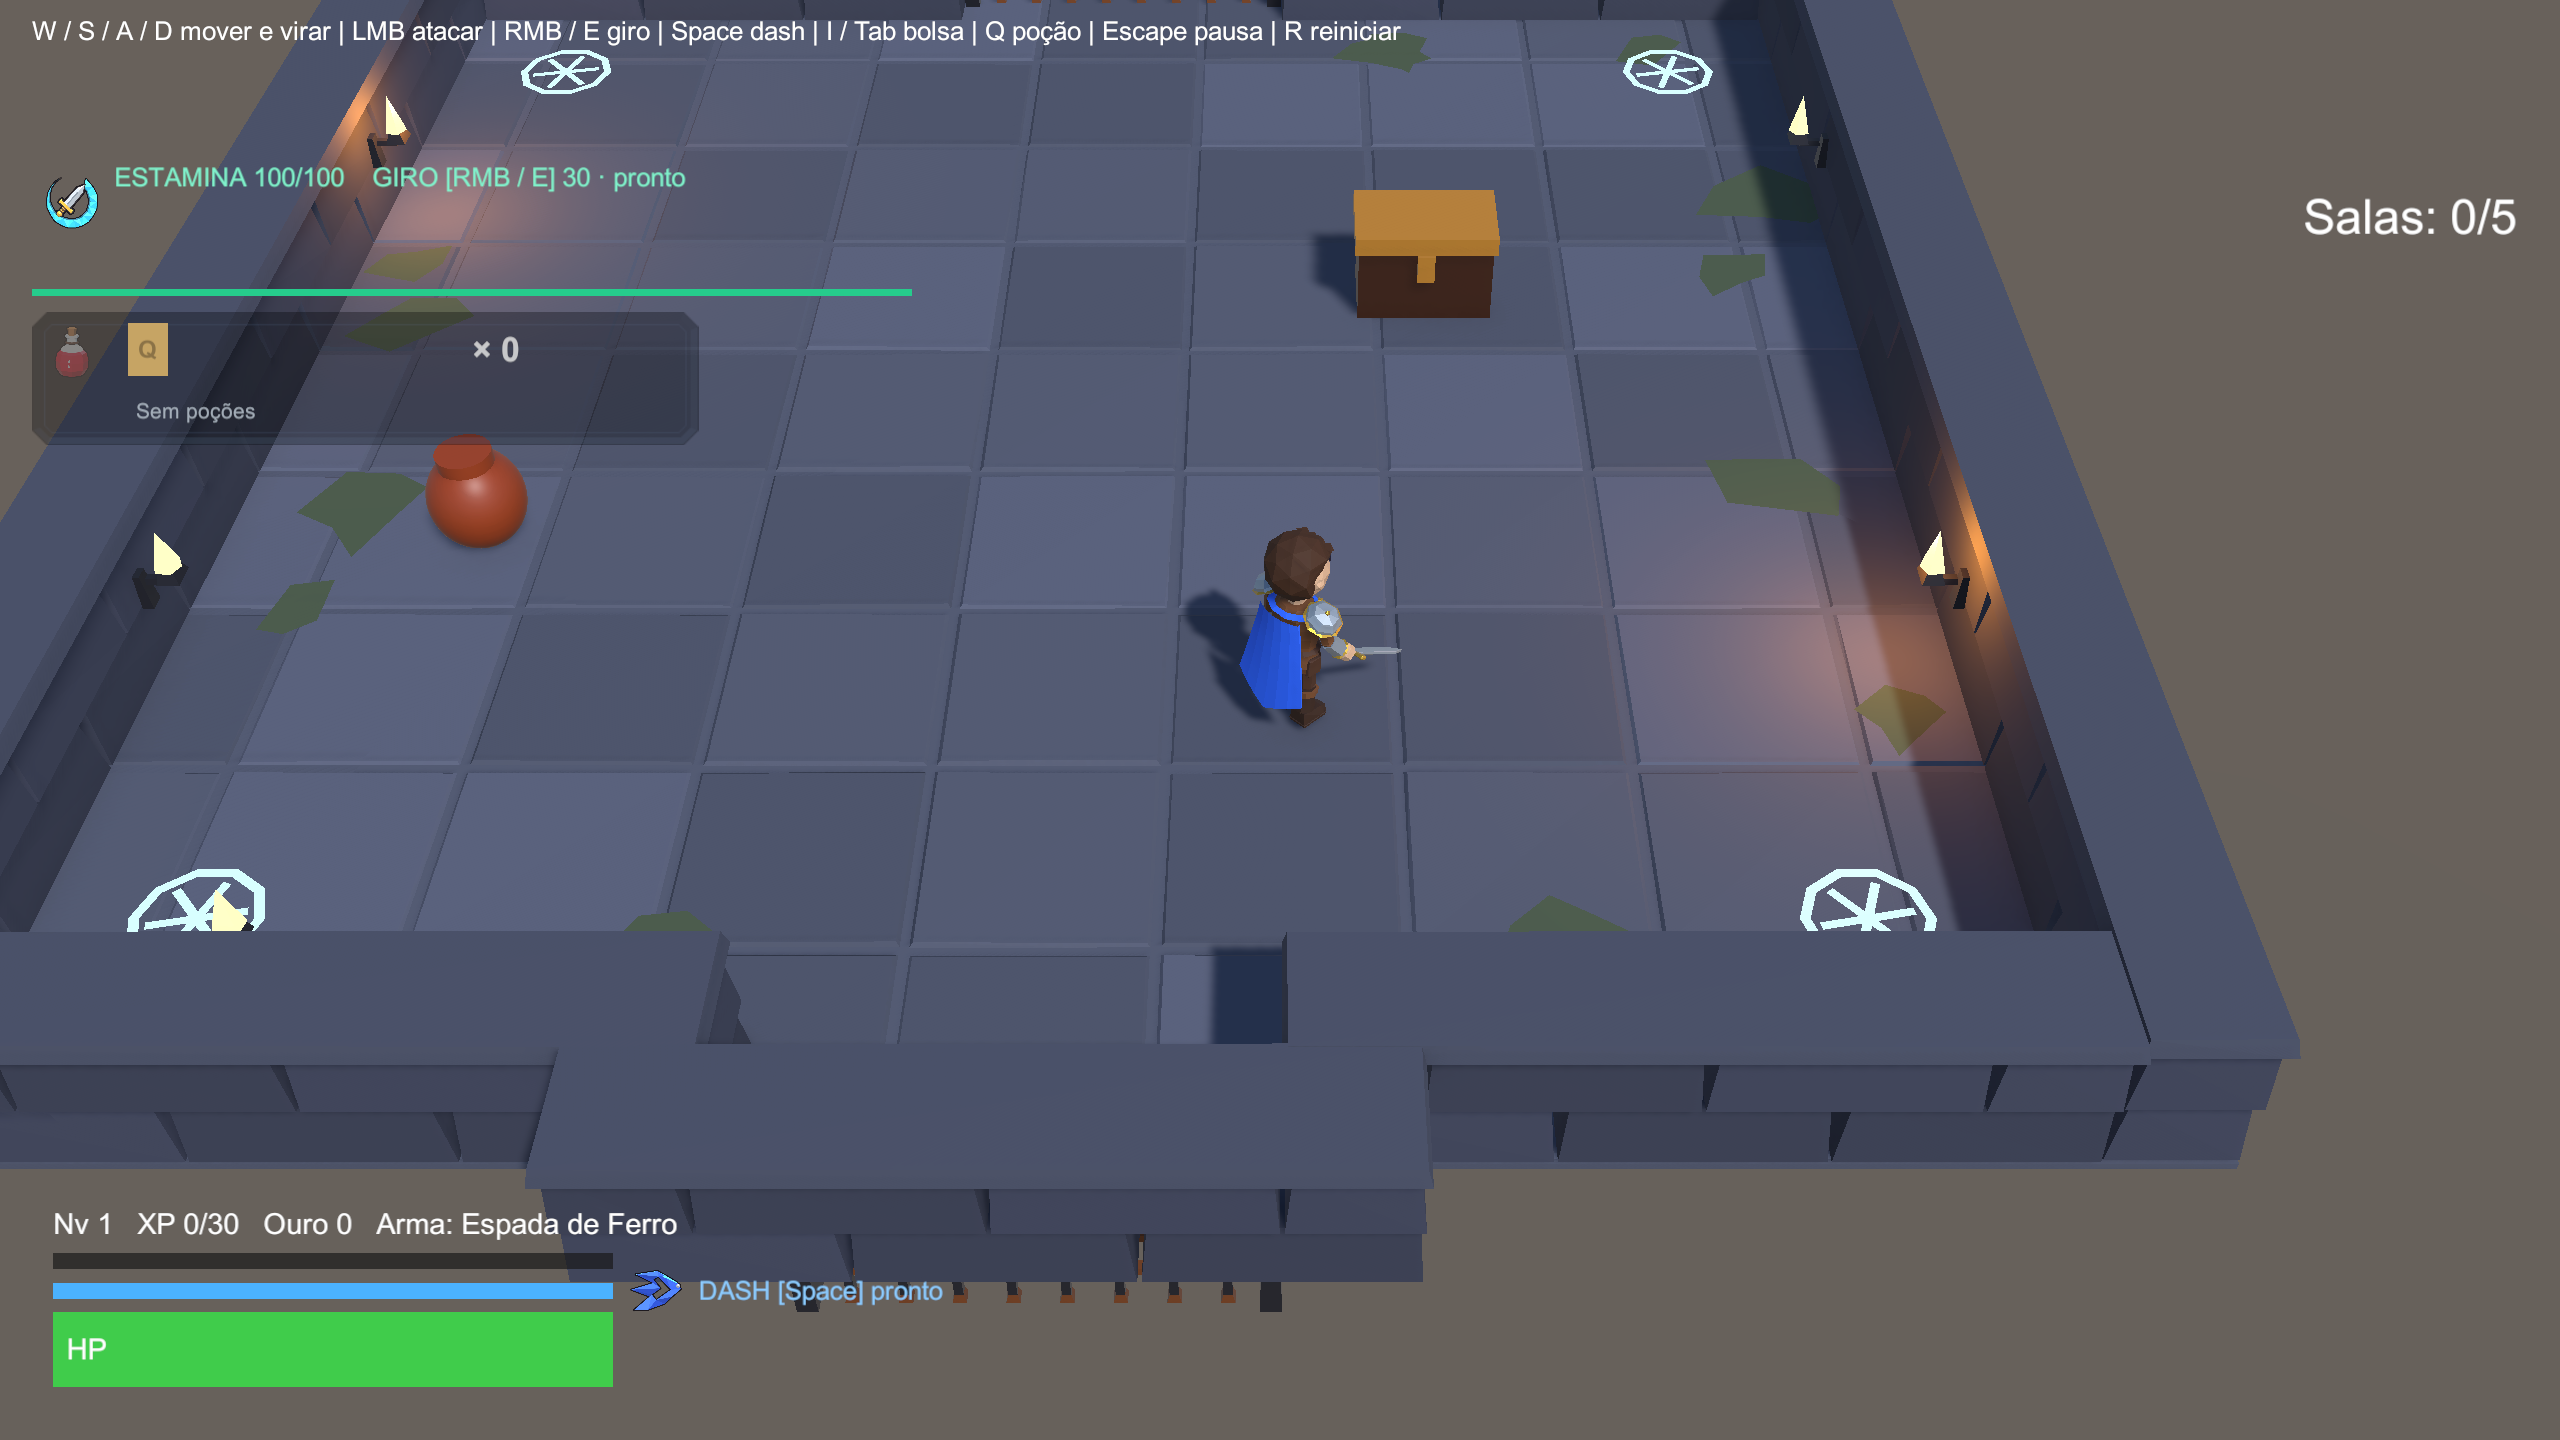 W / S / A / D mover e virar | LMB atacar | RMB / E giro | Space dash | I / Tab bolsa | Q poção | Escape pausa | R reiniciar
ESTAMINA 100/100 GIRO [RMB / E] 30 · pronto
Salas: 0/5
Q × 0
Sem poções
Nv 1 XP 0/30 Ouro 0 Arma: Espada de Ferro
DASH [Space] pronto
HP